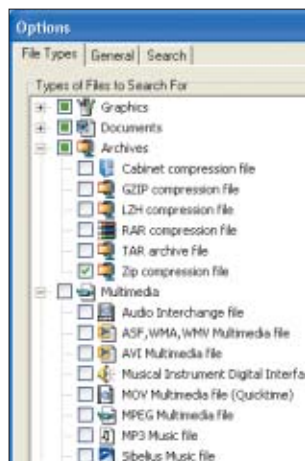 Options
File Types General Search
Types of Files to Search For
Graphics
Documents
Archives
Cabinet compression file
GZIP compression file
LZH compression file
RAR compression file
TAR archive file
Zip compression file
Multimedia
Audio Interchange file
ASF,WMA,WMV Multimedia file
AVI Multimedia file
Musical Instrument Digital Interfa
MOV Multimedia file (Quicktime)
MPEG Multimedia file
MP3 Music file
Sibelius Music file